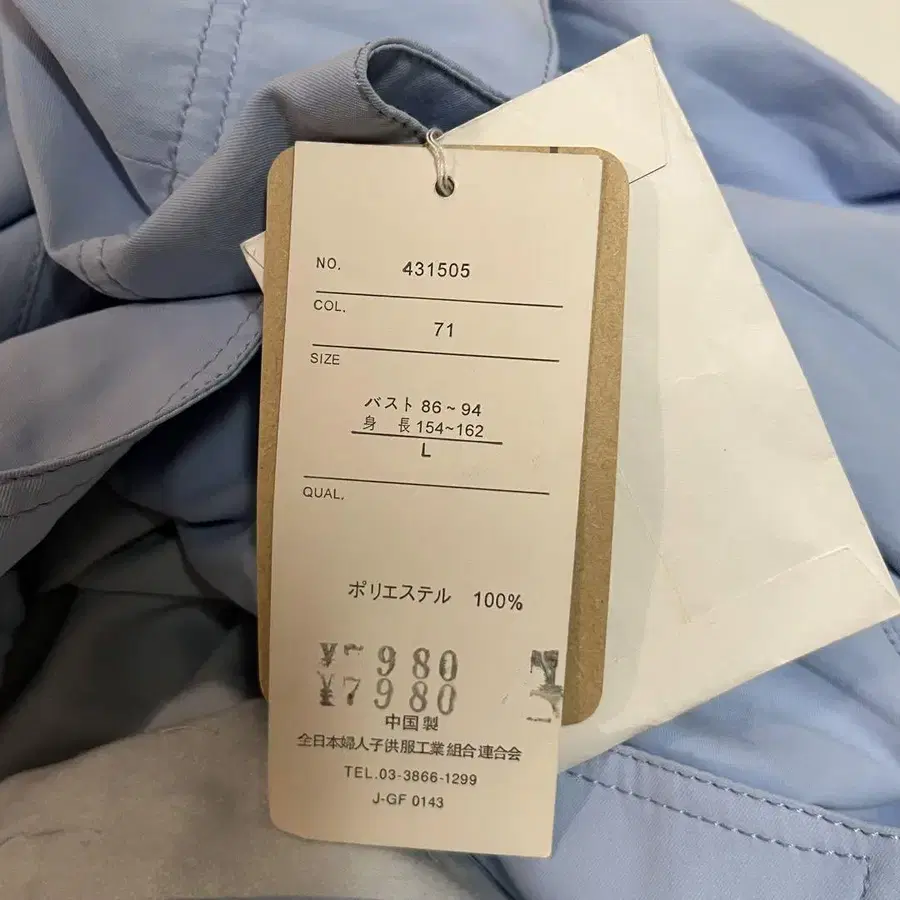 NO. 431505
COL.
71
SIZE
バスト 86~94
身 長 154~162
L
QUAL.
ポリエステル 100%
980
¥7980
中国製
全日本婦人子供服工業組合連合会
TEL.03-3866-1299
J-GF 0143